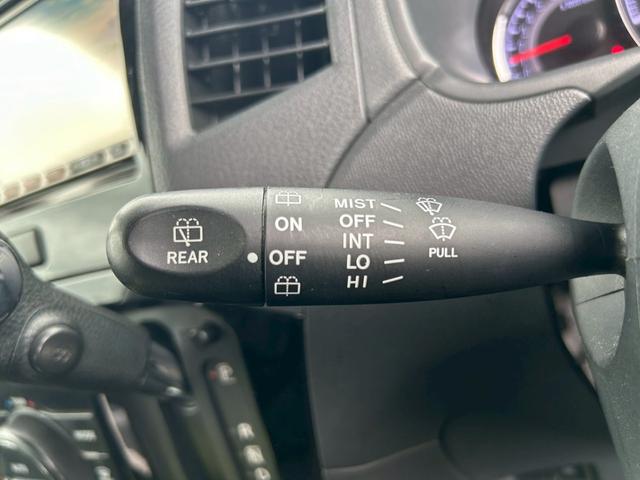 REAR
ON
OFF
MIST
OFF
INT
LO
HI
PULL